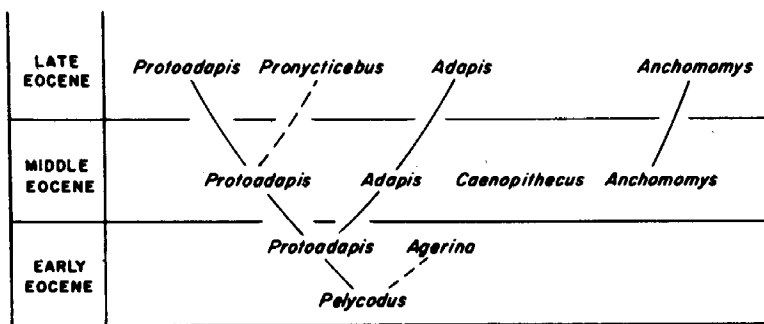 LATE EOCENE
Protoadapis Pronycticebus Adapis Anchomomys
MIDDLE EOCENE
Protoadapis Adapis Caenopithecus Anchomomys
EARLY EOCENE
Protoadapis Agerina
Pelycodus